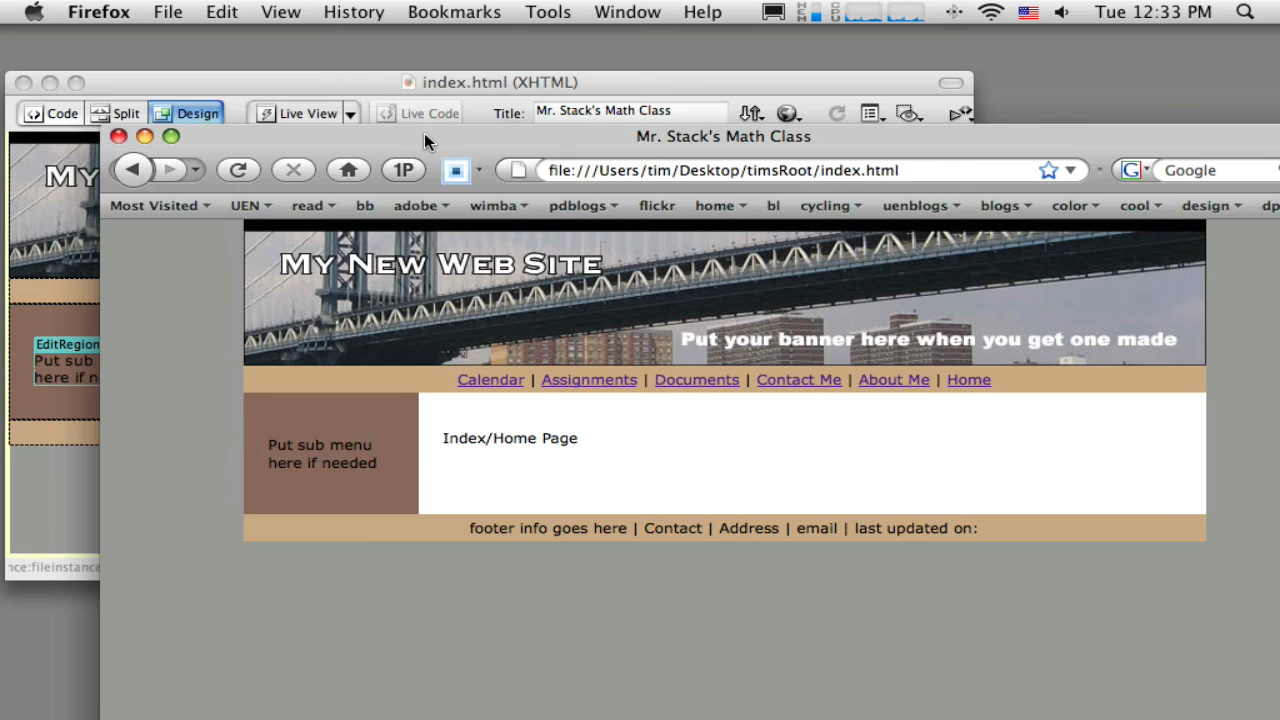 Firefox File Edit View History Bookmarks Tools Window Help MEM CPU Tue 12:33 PM
index.html (XHTML)
Code Split Design Live View Live Code Title: Mr. Stack's Math Class
Mr. Stack's Math Class
1P file:///Users/tim/Desktop/timsRoot/index.html G Google
Most Visited UEN read bb adobe wimba pdblogs flickr home bl cycling uenblogs blogs color cool design dp
MY
My New Web Site
Put your banner here when you get one made
Calendar | Assignments | Documents | Contact Me | About Me | Home
EditRegion
Put sub
here if n
Put sub menu
here if needed
Index/Home Page
footer info goes here | Contact | Address | email | last updated on:
nce:fileinstance